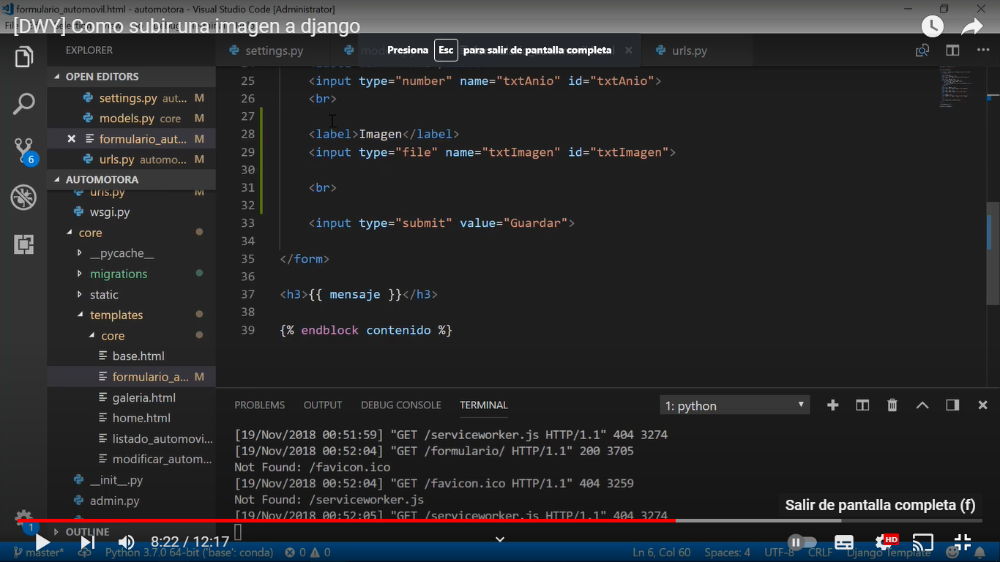 formulario_automovil.html - automotora - Visual Studio Code [Administrator]
[DWY] Como subir una imagen a django
Presiona Esc para salir de pantalla completa
EXPLORER
settings.py
urls.py
OPEN EDITORS
settings.py aut... M
models.py core M
formulario_aut... M
urls.py automo... M
AUTOMOTORA
urls.py M
wsgi.py
core
__pycache__
migrations
static
templates
core
base.html
formulario_a... M
galeria.html
home.html
listado_automovi...
modificar_autom...
__init__.py
admin.py
OUTLINE
6
1
25 <input type="number" name="txtAnio" id="txtAnio">
26 <br>
27
28 <label>Imagen</label>
29 <input type="file" name="txtImagen" id="txtImagen">
30
31 <br>
32
33 <input type="submit" value="Guardar">
34
35 </form>
36
37 <h3>{{ mensaje }}</h3>
38
39 {% endblock contenido %}
PROBLEMS OUTPUT DEBUG CONSOLE TERMINAL 1: python
[19/Nov/2018 00:51:59] "GET /serviceworker.js HTTP/1.1" 404 3274
[19/Nov/2018 00:52:04] "GET /formulario/ HTTP/1.1" 200 3705
Not Found: /favicon.ico
[19/Nov/2018 00:52:04] "GET /favicon.ico HTTP/1.1" 404 3259
Not Found: /serviceworker.js
[19/Nov/2018 00:52:05] "GET /serviceworker.js HTTP/1.1" 404 3274
Salir de pantalla completa (f)
8:22 / 12:17
HD
master* Python 3.7.0 64-bit ('base': conda) 0 0 Ln 6, Col 60 Spaces: 4 UTF-8 CRLF Django Template